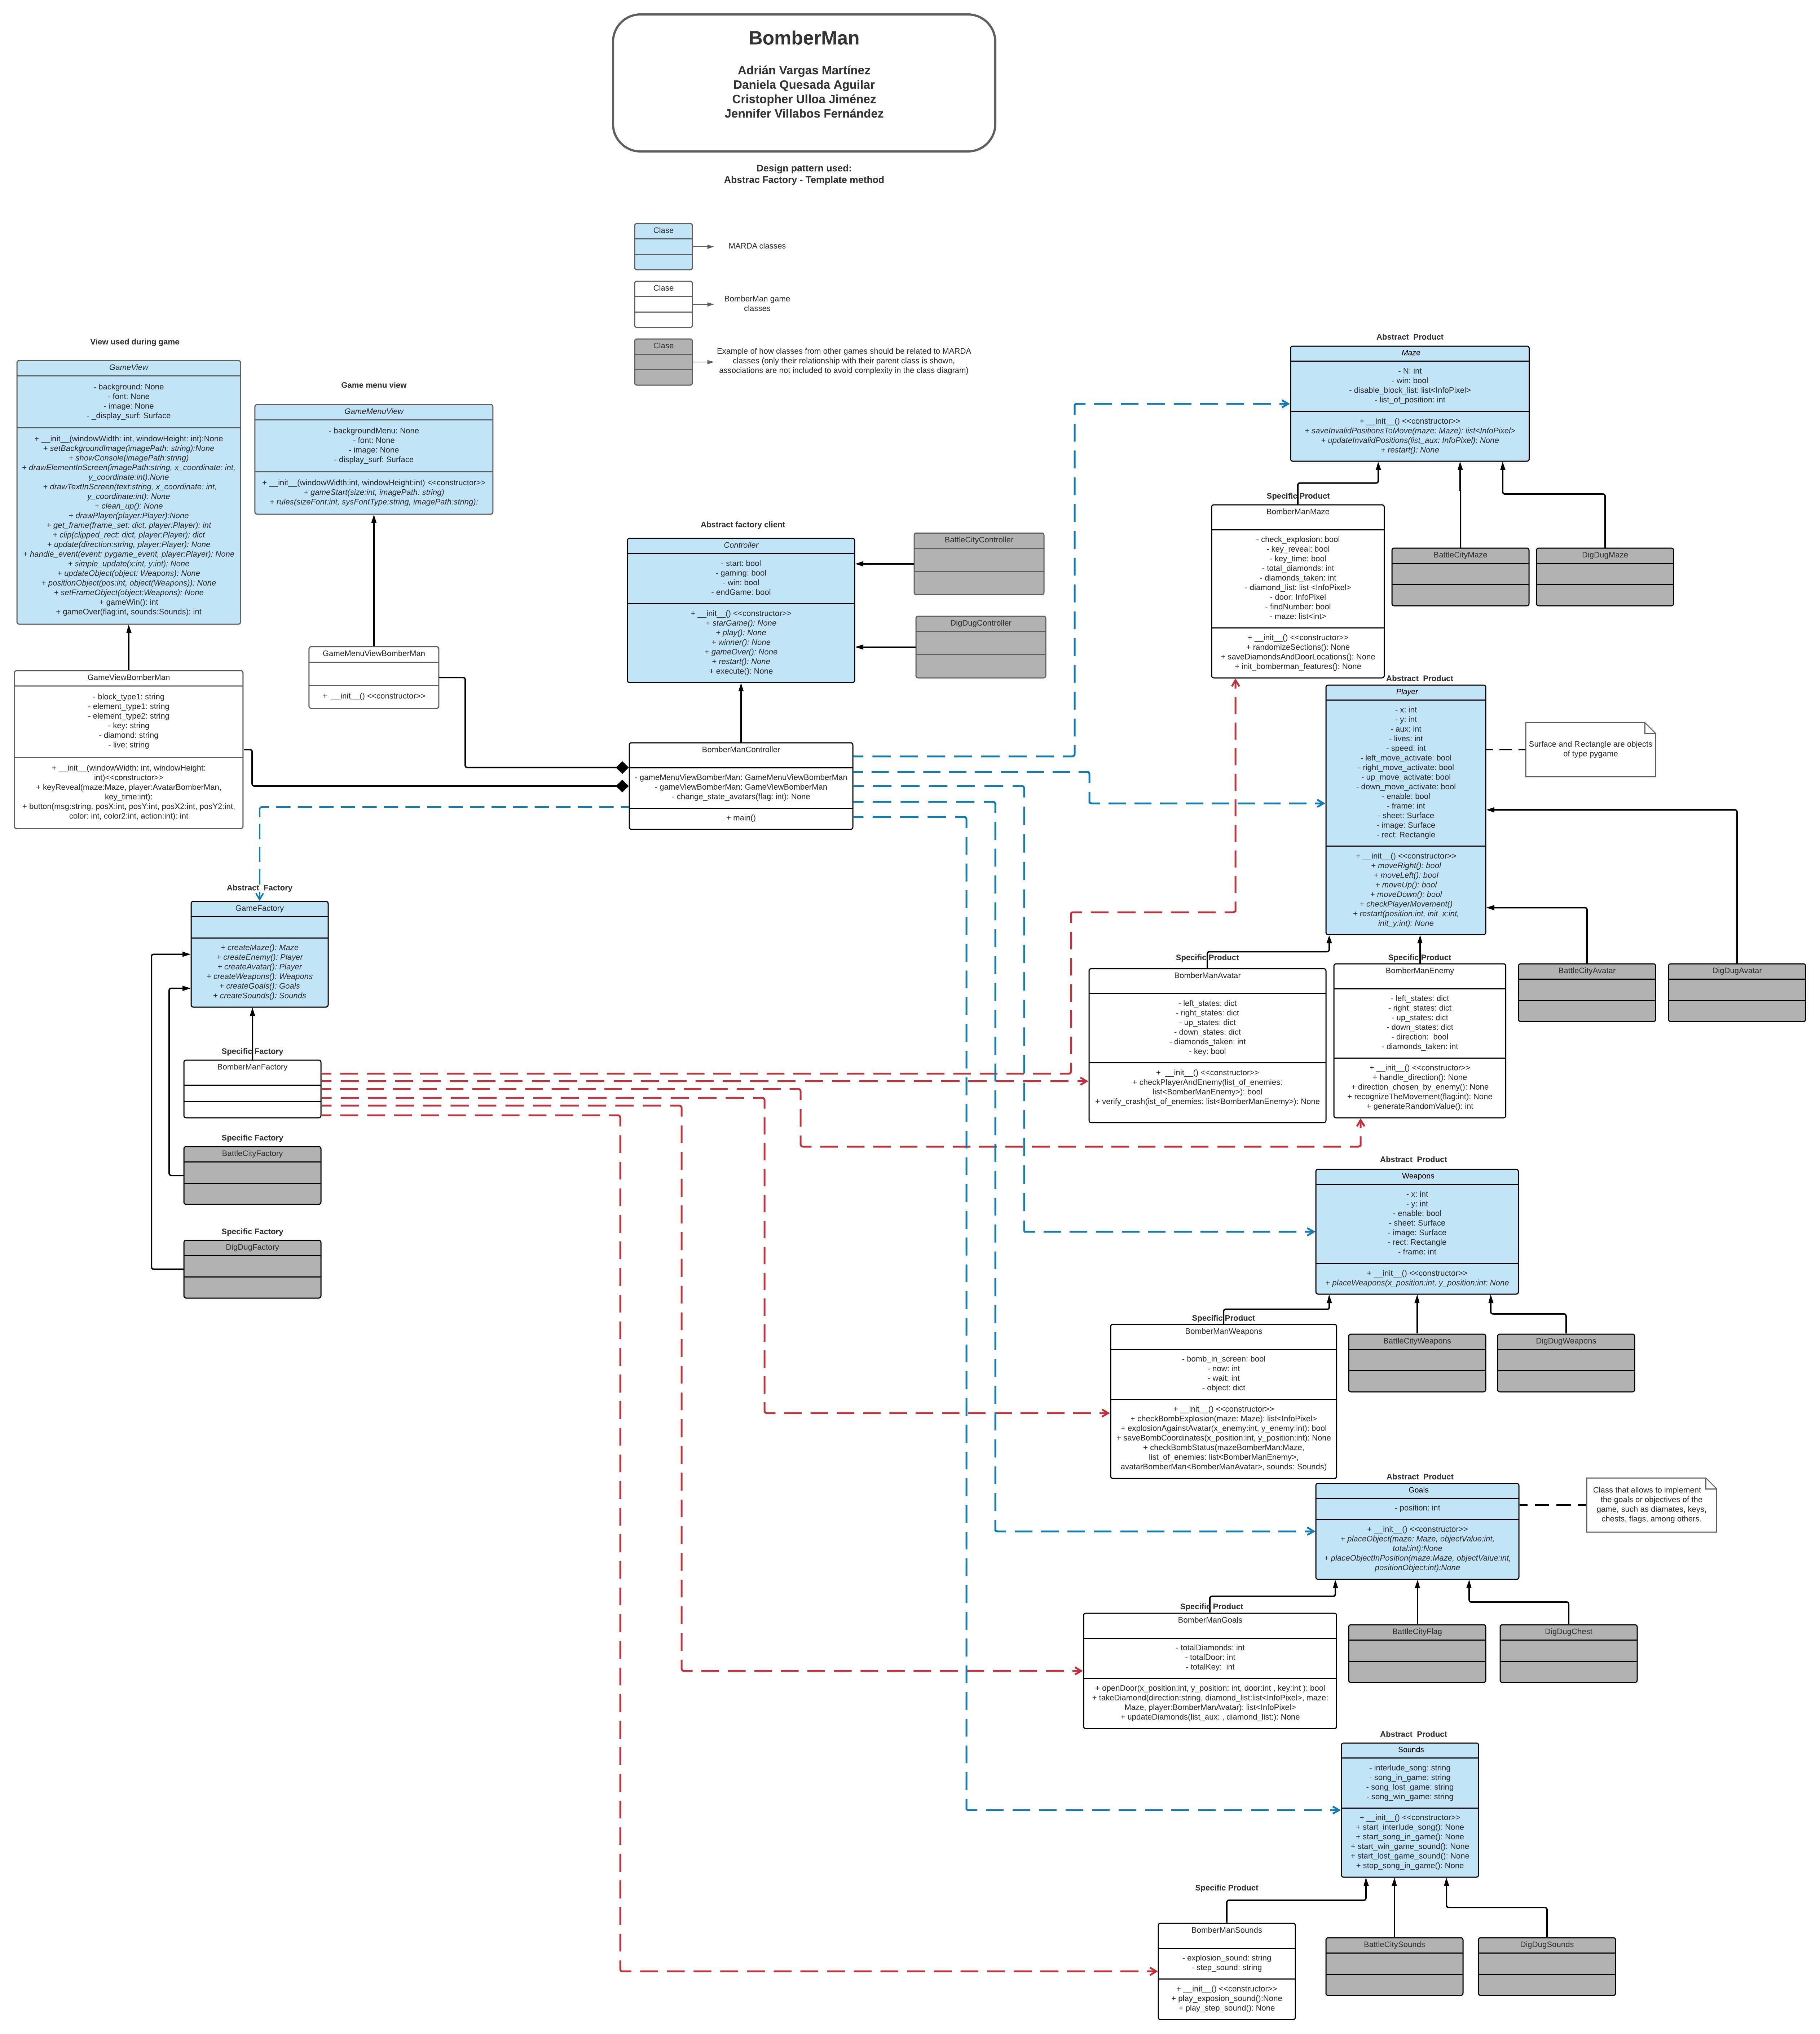 BomberMan
Adrián Vargas Martínez
Daniela Quesada Aguilar
Cristopher Ulloa Jiménez
Jennifer Villabos Fernández
Design pattern used:
Abstrac Factory - Template method
Clase
MARDA classes
Clase
BomberMan game
classes
Clase
Example of how classes from other games should be related to MARDA
classes (only their relationship with their parent class is shown,
associations are not included to avoid complexity in the class diagram)
View used during game
GameView
- background: None
- font: None
- image: None
- _display_surf: Surface
+ __init__(windowWidth: int, windowHeight: int):None
+ setBackgroundImage(imagePath: string):None
+ showConsole(imagePath:string)
+ drawElementInScreen(imagePath:string, x_coordinate: int,
y_coordinate:int):None
+ drawTextInScreen(text:string, x_coordinate: int,
y_coordinate:int): None
+ clean_up(): None
+ drawPlayer(player:Player):None
+ get_frame(frame_set: dict, player:Player): int
+ clip(clipped_rect: dict, player:Player): dict
+ update(direction:string, player:Player): None
+ handle_event(event: pygame_event, player:Player): None
+ simple_update(x:int, y:int): None
+ updateObject(object: Weapons): None
+ positionObject(pos:int, object(Weapons)): None
+ setFrameObject(object:Weapons): None
+ gameWin(): int
+ gameOver(flag:int, sounds:Sounds): int
Game menu view
GameMenuView
- backgroundMenu: None
- font: None
- image: None
- display_surf: Surface
+ __init__(windowWidth:int, windowHeight:int) <<constructor>>
+ gameStart(size:int, imagePath: string)
+ rules(sizeFont:int, sysFontType:string, imagePath:string):
GameViewBomberMan
- block_type1: string
- element_type1: string
- element_type2: string
- key: string
- diamond: string
- live: string
+ __init__(windowWidth: int, windowHeight:
int)<<constructor>>
+ keyReveal(maze:Maze, player:AvatarBomberMan,
key_time:int):
+ button(msg:string, posX:int, posY:int, posX2:int, posY2:int,
color: int, color2:int, action:int): int
GameMenuViewBomberMan
+ __init__() <<constructor>>
Abstract factory client
Controller
- start: bool
- gaming: bool
- win: bool
- endGame: bool
+ __init__() <<constructor>>
+ starGame(): None
+ play(): None
+ winner(): None
+ gameOver(): None
+ restart(): None
+ execute(): None
BattleCityController
DigDugController
BomberManController
- gameMenuViewBomberMan: GameMenuViewBomberMan
- gameViewBomberMan: GameViewBomberMan
- change_state_avatars(flag: int): None
+ main()
Abstract Factory
GameFactory
+ createMaze(): Maze
+ createEnemy(): Player
+ createAvatar(): Player
+ createWeapons(): Weapons
+ createGoals(): Goals
+ createSounds(): Sounds
Specific Factory
BomberManFactory
Specific Factory
BattleCityFactory
Specific Factory
DigDugFactory
Abstract Product
Maze
- N: int
- win: bool
- disable_block_list: list<InfoPixel>
- list_of_position: int
+ __init__() <<constructor>>
+ saveInvalidPositionsToMove(maze: Maze): list<InfoPixel>
+ updateInvalidPositions(list_aux: InfoPixel): None
+ restart(): None
Specific Product
BomberManMaze
- check_explosion: bool
- key_reveal: bool
- key_time: bool
- total_diamonds: int
- diamonds_taken: int
- diamond_list: list <InfoPixel>
- door: InfoPixel
- findNumber: bool
- maze: list<int>
+ __init__() <<constructor>>
+ randomizeSections(): None
+ saveDiamondsAndDoorLocations(): None
+ init_bomberman_features(): None
BattleCityMaze
DigDugMaze
Abstract Product
Player
- x: int
- y: int
- aux: int
- lives: int
- speed: int
- left_move_activate: bool
- right_move_activate: bool
- up_move_activate: bool
- down_move_activate: bool
- enable: bool
- frame: int
- sheet: Surface
- image: Surface
- rect: Rectangle
+ __init__() <<constructor>>
+ moveRight(): bool
+ moveLeft(): bool
+ moveUp(): bool
+ moveDown(): bool
+ checkPlayerMovement()
+ restart(position:int, init_x:int,
init_y:int): None
Surface and Rectangle are objects
of type pygame
Specific Product
BomberManAvatar
- left_states: dict
- right_states: dict
- up_states: dict
- down_states: dict
- diamonds_taken: int
- key: bool
+ __init__() <<constructor>>
+ checkPlayerAndEnemy(list_of_enemies:
list<BomberManEnemy>): bool
+ verify_crash(ist_of_enemies: list<BomberManEnemy>): None
Specific Product
BomberManEnemy
- left_states: dict
- right_states: dict
- up_states: dict
- down_states: dict
- direction: bool
- diamonds_taken: int
+ __init__() <<constructor>>
+ handle_direction(): None
+ direction_chosen_by_enemy(): None
+ recognizeTheMovement(flag:int): None
+ generateRandomValue(): int
BattleCityAvatar
DigDugAvatar
Abstract Product
Weapons
- x: int
- y: int
- enable: bool
- sheet: Surface
- image: Surface
- rect: Rectangle
- frame: int
+ __init__() <<constructor>>
+ placeWeapons(x_position:int, y_position:int: None
Specific Product
BomberManWeapons
- bomb_in_screen: bool
- now: int
- wait: int
- object: dict
+ __init__() <<constructor>>
+ checkBombExplosion(maze: Maze): list<InfoPixel>
+ explosionAgainstAvatar(x_enemy:int, y_enemy:int): bool
+ saveBombCoordinates(x_position:int, y_position:int): None
+ checkBombStatus(mazeBomberMan:Maze,
list_of_enemies: list<BomberManEnemy>,
avatarBomberMan<BomberManAvatar>, sounds: Sounds)
BattleCityWeapons
DigDugWeapons
Abstract Product
Goals
- position: int
+ __init__() <<constructor>>
+ placeObject(maze: Maze, objectValue:int,
total:int):None
+ placeObjectInPosition(maze:Maze, objectValue:int,
positionObject:int):None
Class that allows to implement
the goals or objectives of the
game, such as diamates, keys,
chests, flags, among others.
Specific Product
BomberManGoals
- totalDiamonds: int
- totalDoor: int
- totalKey: int
+ openDoor(x_position:int, y_position: int, door:int , key:int ): bool
+ takeDiamond(direction:string, diamond_list:list<InfoPixel>, maze:
Maze, player:BomberManAvatar): list<InfoPixel>
+ updateDiamonds(list_aux: , diamond_list:): None
BattleCityFlag
DigDugChest
Abstract Product
Sounds
- interlude_song: string
- song_in_game: string
- song_lost_game: string
- song_win_game: string
+ __init__() <<constructor>>
+ start_interlude_song(): None
+ start_song_in_game(): None
+ start_win_game_sound(): None
+ start_lost_game_sound(): None
+ stop_song_in_game(): None
Specific Product
BomberManSounds
- explosion_sound: string
- step_sound: string
+ __init__() <<constructor>>
+ play_exposion_sound():None
+ play_step_sound(): None
BattleCitySounds
DigDugSounds